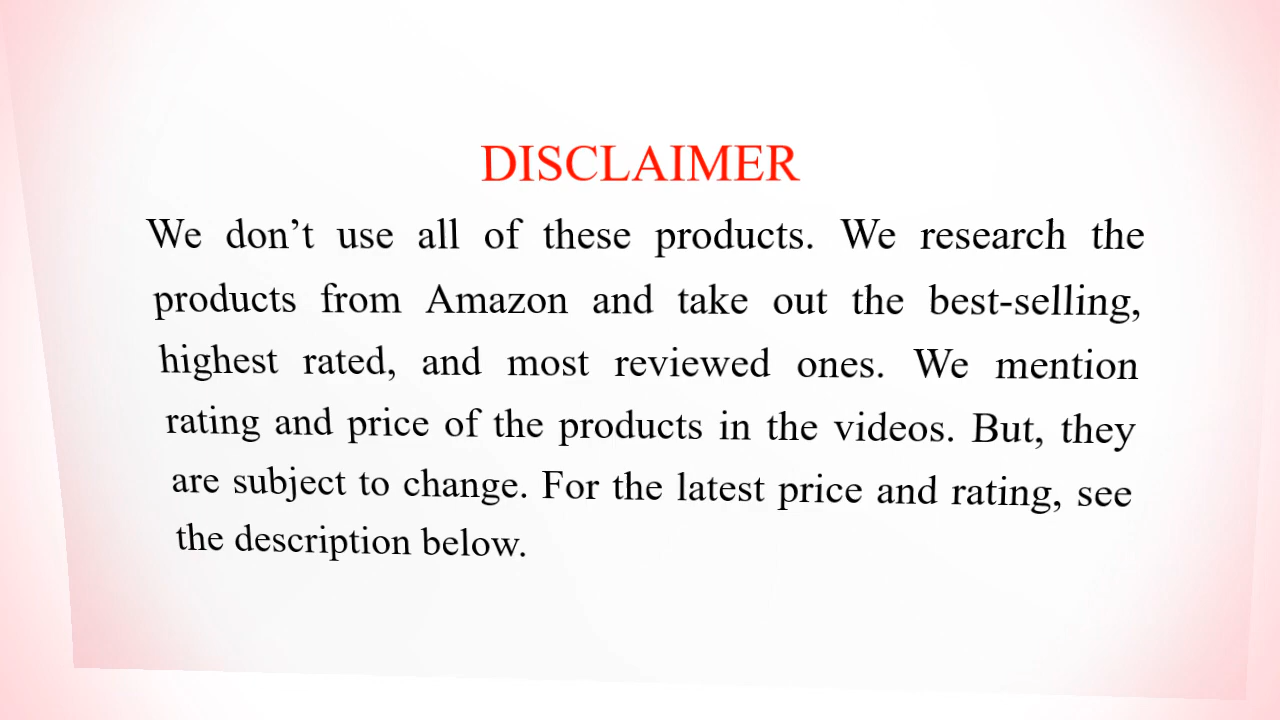 DISCLAIMER
We don’t use all of these products. We research the
products from Amazon and take out the best-selling,
highest rated, and most reviewed ones. We mention
rating and price of the products in the videos. But, they
are subject to change. For the latest price and rating, see
the description below.